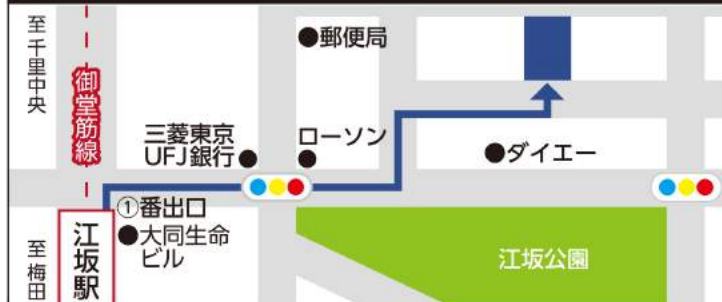 至千里中央
御堂筋線
●郵便局
三菱東京
UFJ銀行●
ローソン
●
●ダイエー
①番出口
●大同生命
ビル
江坂駅
至梅田
江坂公園